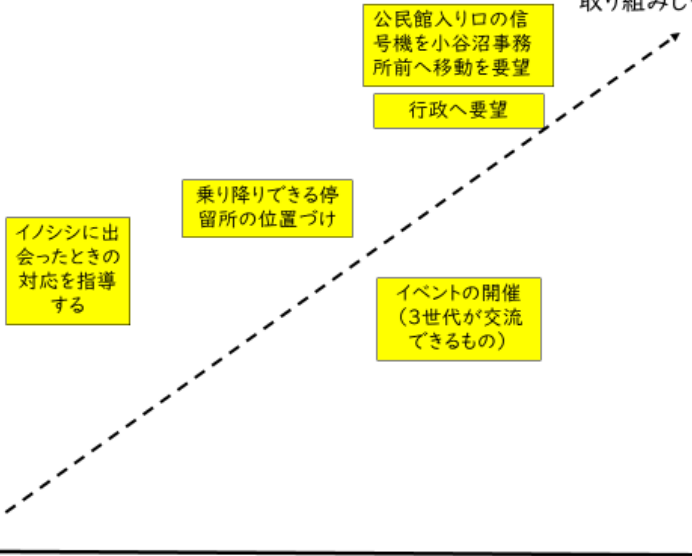 取り組みし
公民館入り口の信
号機を小谷沼事務
所前へ移動を要望
行政へ要望
乗り降りできる停
留所の位置づけ
イノシシに出
会ったときの
対応を指導
する
イベントの開催
（3世代が交流
できるもの）